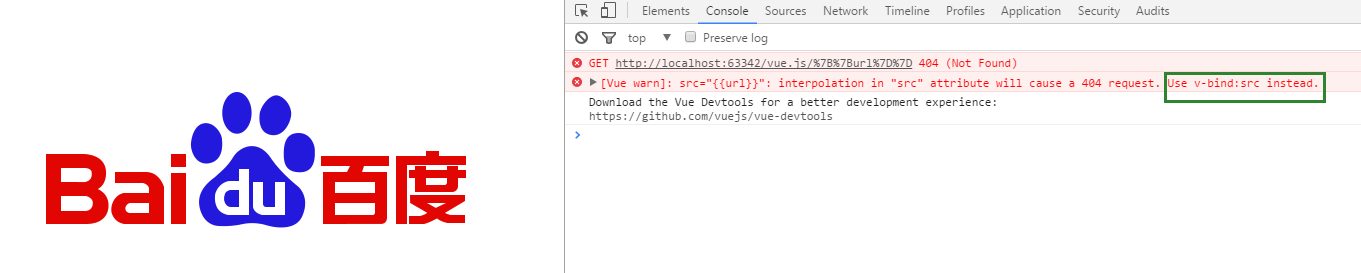 Bai du 百度
Elements Console Sources Network Timeline Profiles Application Security Audits
top Preserve log
GET http://localhost:63342/vue.js/%7B%7Burl%7D%7D 404 (Not Found)
[Vue warn]: src="{{url}}": interpolation in "src" attribute will cause a 404 request. Use v-bind:src instead.
Download the Vue Devtools for a better development experience:
https://github.com/vuejs/vue-devtools